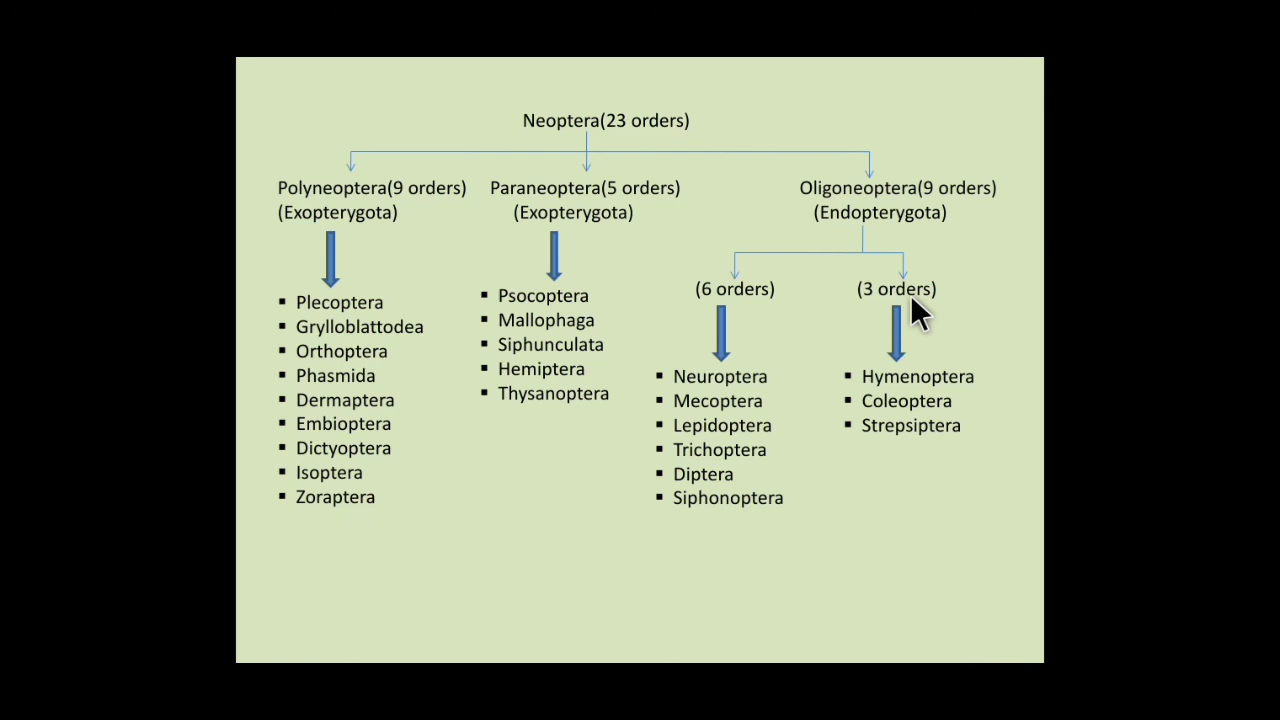 Neoptera(23 orders)
Polyneoptera(9 orders)
(Exopterygota)
Paraneoptera(5 orders)
(Exopterygota)
Oligoneoptera(9 orders)
(Endopterygota)
(6 orders)
(3 orders)
▪ Plecoptera
▪ Grylloblattodea
▪ Orthoptera
▪ Phasmida
▪ Dermaptera
▪ Embioptera
▪ Dictyoptera
▪ Isoptera
▪ Zoraptera
▪ Psocoptera
▪ Mallophaga
▪ Siphunculata
▪ Hemiptera
▪ Thysanoptera
▪ Neuroptera
▪ Mecoptera
▪ Lepidoptera
▪ Trichoptera
▪ Diptera
▪ Siphonoptera
▪ Hymenoptera
▪ Coleoptera
▪ Strepsiptera